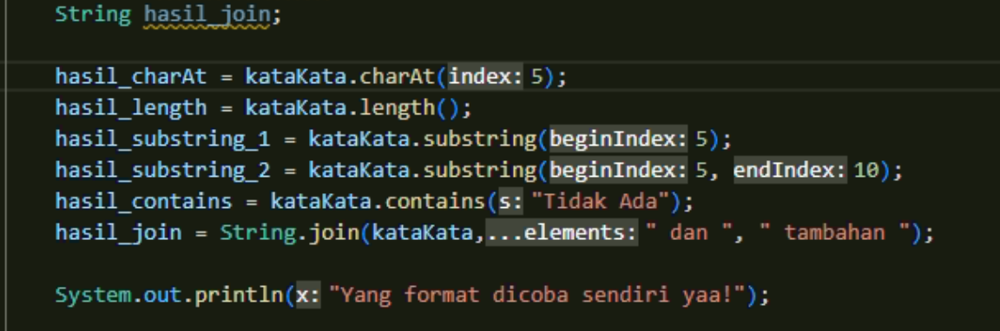 String hasil_join;
hasil_charAt = kataKata.charAt(index: 5);
hasil_length = kataKata.length();
hasil_substring_1 = kataKata.substring(beginIndex: 5);
hasil_substring_2 = kataKata.substring(beginIndex: 5, endIndex: 10);
hasil_contains = kataKata.contains(s: "Tidak Ada");
hasil_join = String.join(kataKata,...elements: " dan ", " tambahan ");
System.out.println(x: "Yang format dicoba sendiri yaa!");